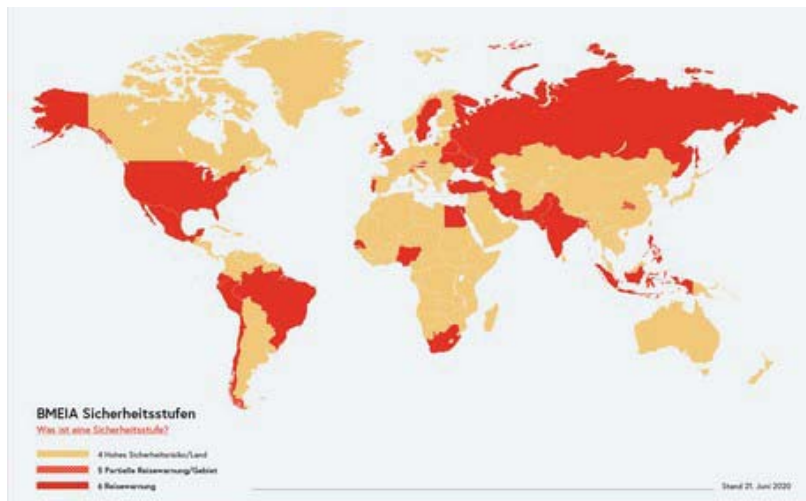 BMEIA Sicherheitsstufen
Was ist eine Sicherheitsstufe?
4 Hohes Sicherheitsrisiko/Land
5 Partielle Reisewarnung/Gebiet
6 Reisewarnung
Stand 21. Juni 2020